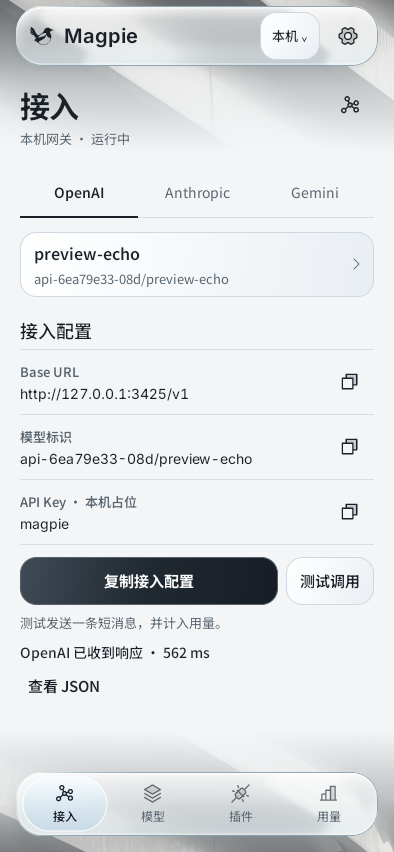 Magpie
本机
接入
本机网关 · 运行中
OpenAI
Anthropic
Gemini
preview-echo
api-6ea79e33-08d/preview-echo
接入配置
Base URL
http://127.0.0.1:3425/v1
模型标识
api-6ea79e33-08d/preview-echo
API Key · 本机占位
magpie
复制接入配置
测试调用
测试发送一条短消息，并计入用量。
OpenAI 已收到响应 · 562 ms
查看 JSON
接入
模型
插件
用量